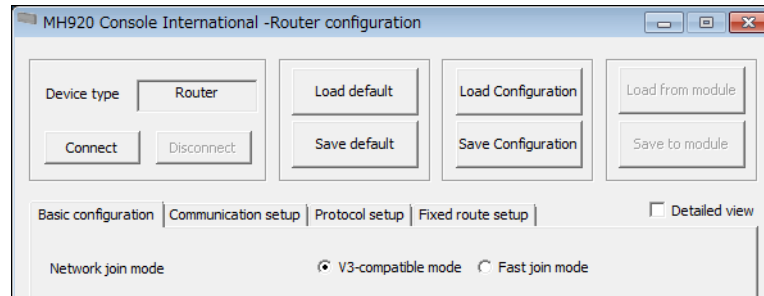 MH920 Console International -Router configuration
Device type Router Load default Load Configuration Load from module
Connect Disconnect Save default Save Configuration Save to module
Basic configuration Communication setup Protocol setup Fixed route setup Detailed view
Network join mode V3-compatible mode Fast join mode